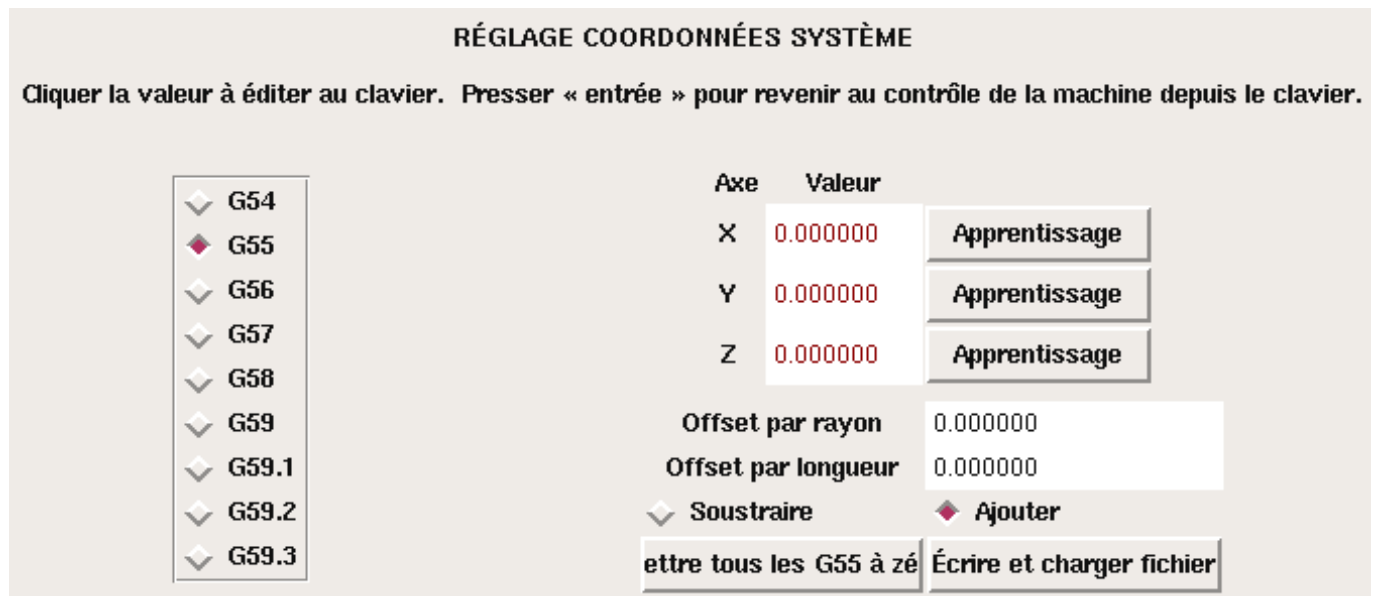 RÉGLAGE COORDONNÉES SYSTÈME
Cliquer la valeur à éditer au clavier. Presser « entrée » pour revenir au contrôle de la machine depuis le clavier.
G54
G55
G56
G57
G58
G59
G59.1
G59.2
G59.3
Axe Valeur
X 0.000000 Apprentissage
Y 0.000000 Apprentissage
Z 0.000000 Apprentissage
Offset par rayon 0.000000
Offset par longueur 0.000000
Soustraire Ajouter
ettre tous les G55 à zé Écrire et charger fichier